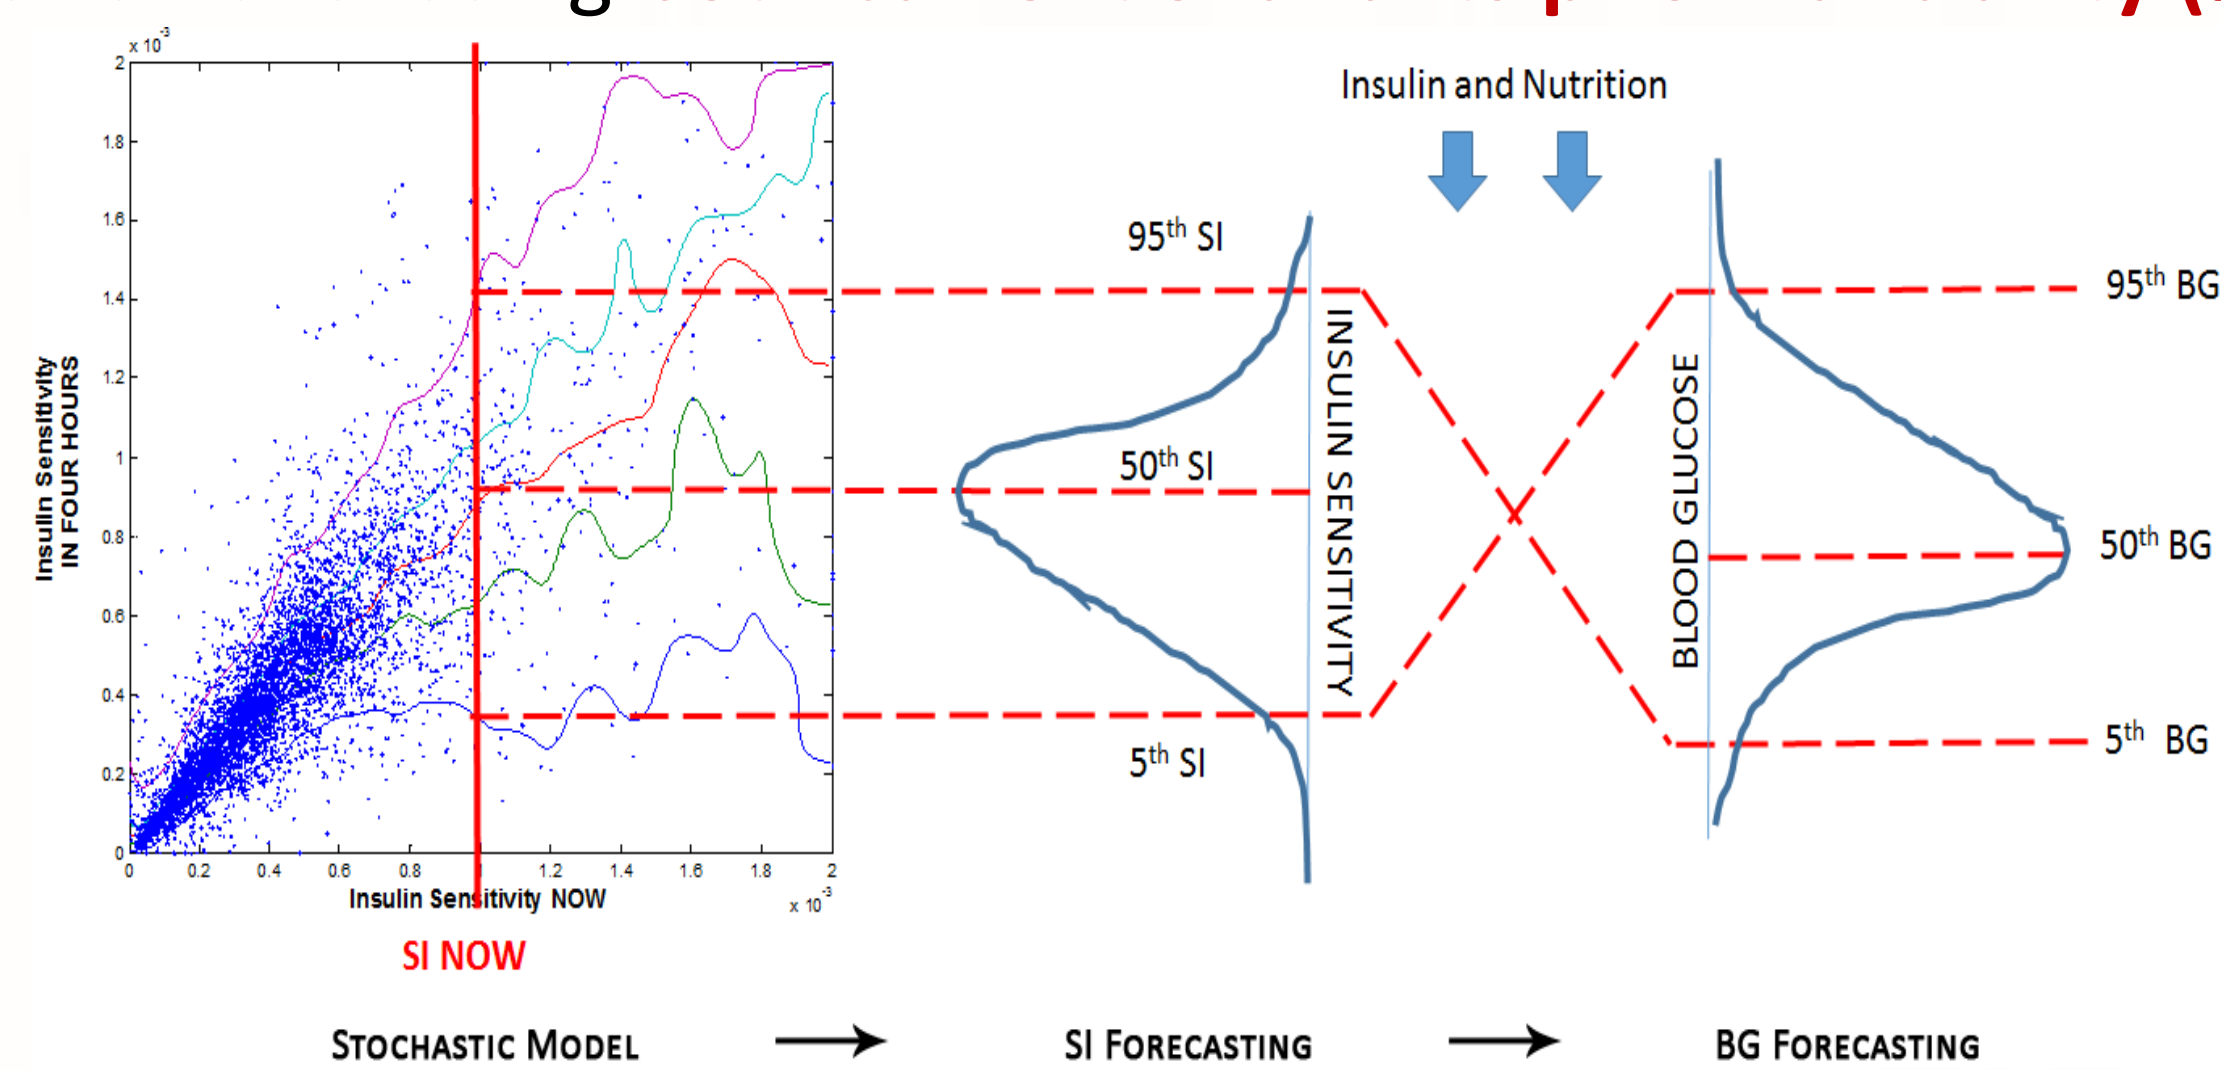 x 10-3
2
1.8
1.6
1.4
1.2
1
0.8
0.6
0.4
0.2
0
Insulin Sensitivity
IN FOUR HOURS
0 0.2 0.4 0.6 0.8 1.2 1.4 1.6 1.8 2
Insulin Sensitivity NOW
x 10-3
SI NOW
95th SI
50th SI
5th SI
INSULIN SENSITIVITY
Insulin and Nutrition
BLOOD GLUCOSE
95th BG
50th BG
5th BG
STOCHASTIC MODEL
SI FORECASTING
BG FORECASTING